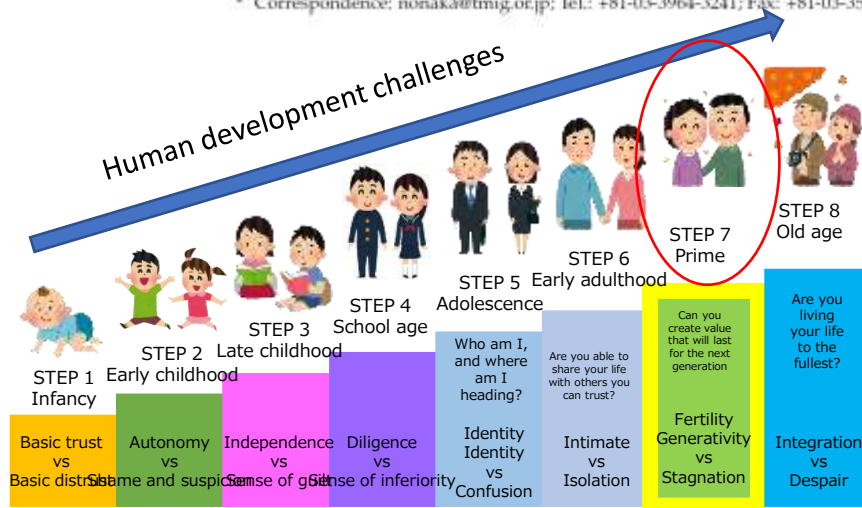 * Correspondence: nonaka@tmig.or.jp; Tel.: +81-03-3964-3241; Fax: +81-03-35
Human development challenges
STEP 1
Infancy
STEP 2
Early childhood
STEP 3
Late childhood
STEP 4
School age
STEP 5
Adolescence
STEP 6
Early adulthood
STEP 7
Prime
STEP 8
Old age
Basic trust
vs
Basic distrust
Autonomy
vs
Shame and suspicion
Independence
vs
Sense of guilt
Diligence
vs
Sense of inferiority
Who am I,
and where
am I
heading?
Identity
Identity
vs
Confusion
Are you able to
share your life
with others you
can trust?
Intimate
vs
Isolation
Can you
create value
that will last
for the next
generation
Fertility
Generativity
vs
Stagnation
Are you
living
your life
to the
fullest?
Integration
vs
Despair